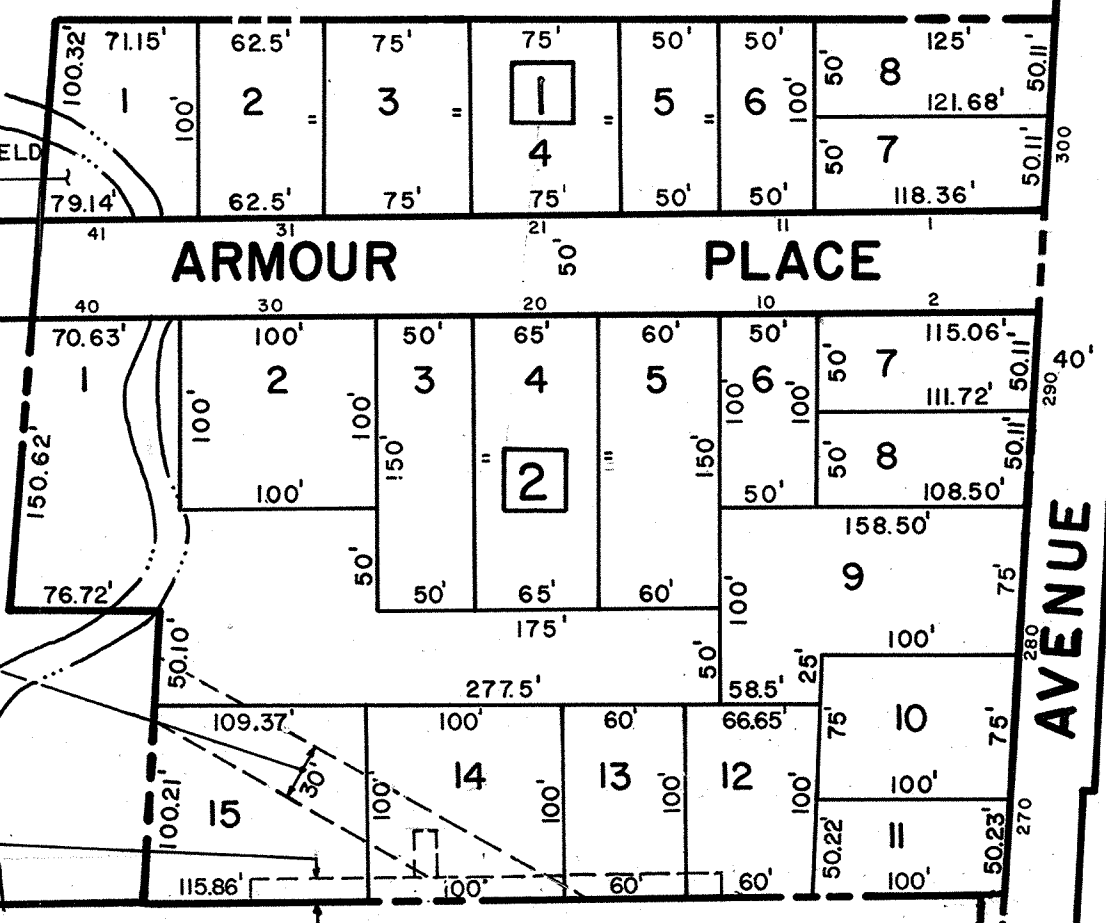 71.15' 62.5' 75' 75' 50' 50' 125'
100.32' 1 100' 2 = 3 = 1 = 5 = 6 100' 50' 8 50.11'
121.68'
4 50' 7 50.11' 300
ELD
79.14' 62.5' 75' 75' 50' 50' 118.36'
41 31 21 11 1
ARMOUR 50' PLACE
40 30 20 10 2
70.63' 100' 50' 65' 60' 50' 115.06'
1 2 3 4 5 6 50' 7 50.11' 40'
290
100' 100' 100' 100' 111.72'
150.62' 150' = 2 = 150' 50' 8 50.11'
100' 50' 108.50'
158.50'
50' 9 75' AVENUE
76.72' 50' 65' 60' 100'
175' 100' 280
50.10' 50' 25'
277.5' 58.5'
109.37' 100' 60' 66.65' 75' 10 75'
30' 14 13 12
100' 100' 100' 100' 100'
100.21' 15 50.22' 11 50.23' 270
115.86' 100' 60' 60' 100'